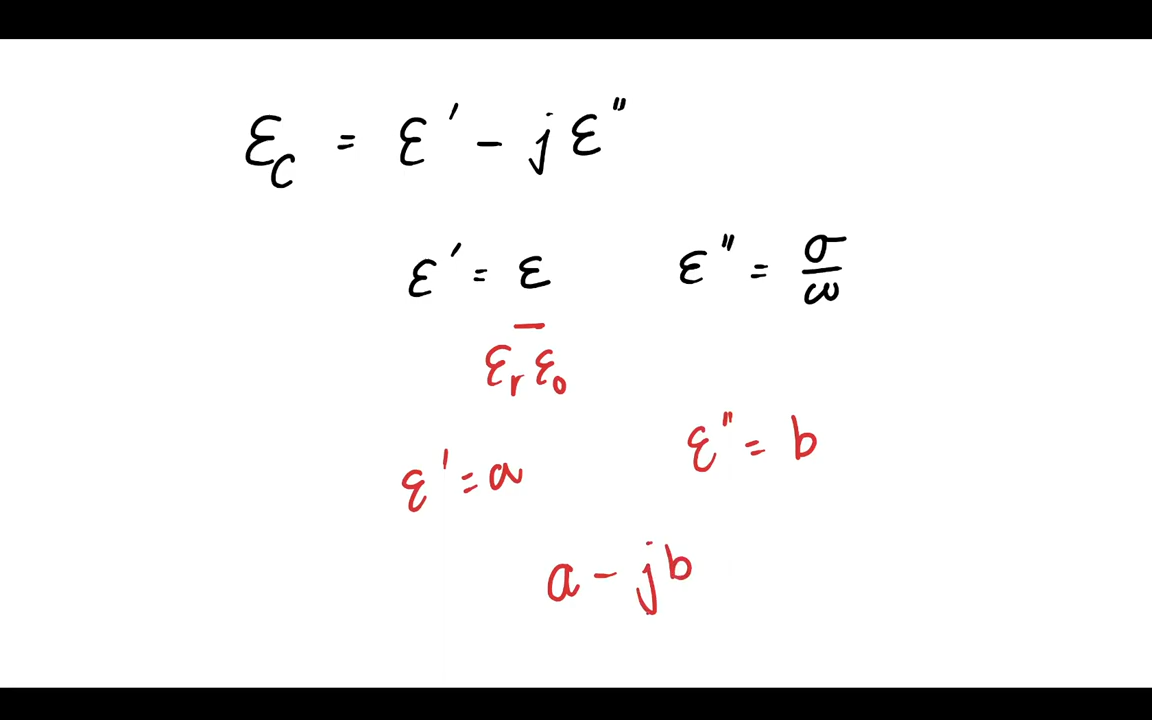 ε_c = ε' - jε''
ε' = ε ε'' = σ/ω
ε_r ε_0
ε'' = b
ε' = a
a - jb